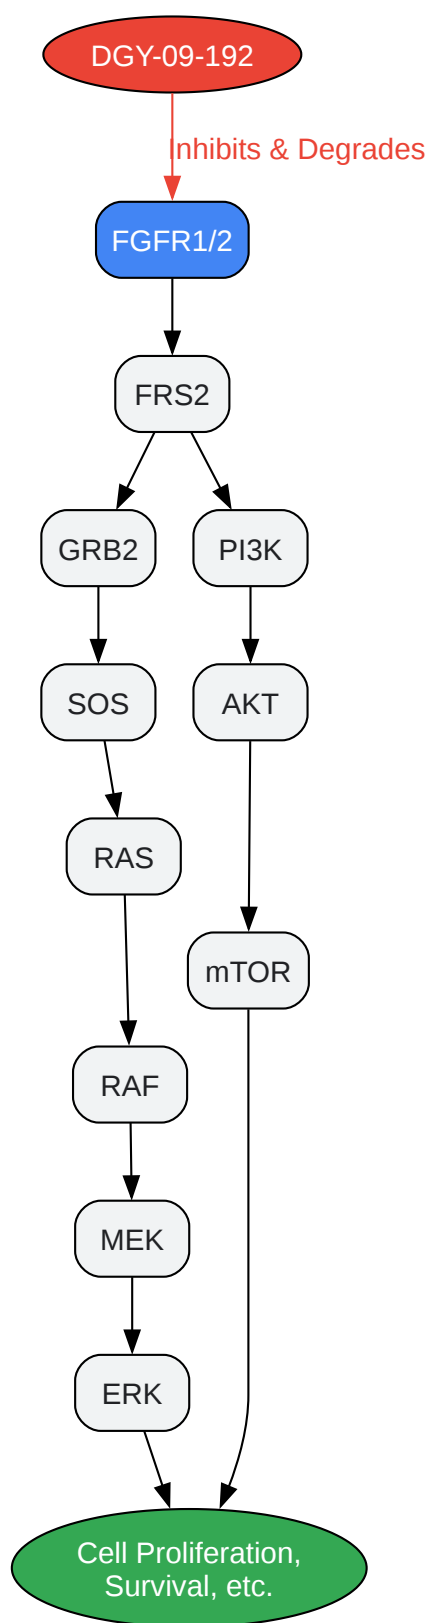 DGY-09-192
Inhibits & Degrades
FGFR1/2
FRS2
GRB2
PI3K
SOS
AKT
RAS
mTOR
RAF
MEK
ERK
Cell Proliferation,
Survival, etc.